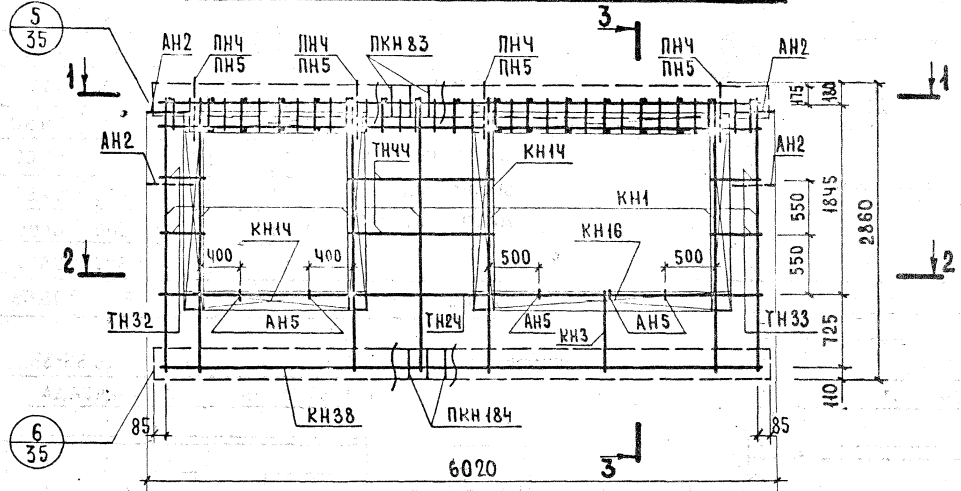 5
35
3
АН2
ПН4
ПН5
ПН4
ПН5
ПКН 83
ПН4
ПН5
ПН4
ПН5
АН2
1
1
Н75
180
АН2
ТН44
КН14
АН2
КН1
550
1845
2860
КН14
КН16
2
400
400
500
500
550
2
ТН32
АН5
ТН24
АН5
КН3
АН5
ТН33
725
КН38
ПКН 184
110
85
85
6
35
6020
3